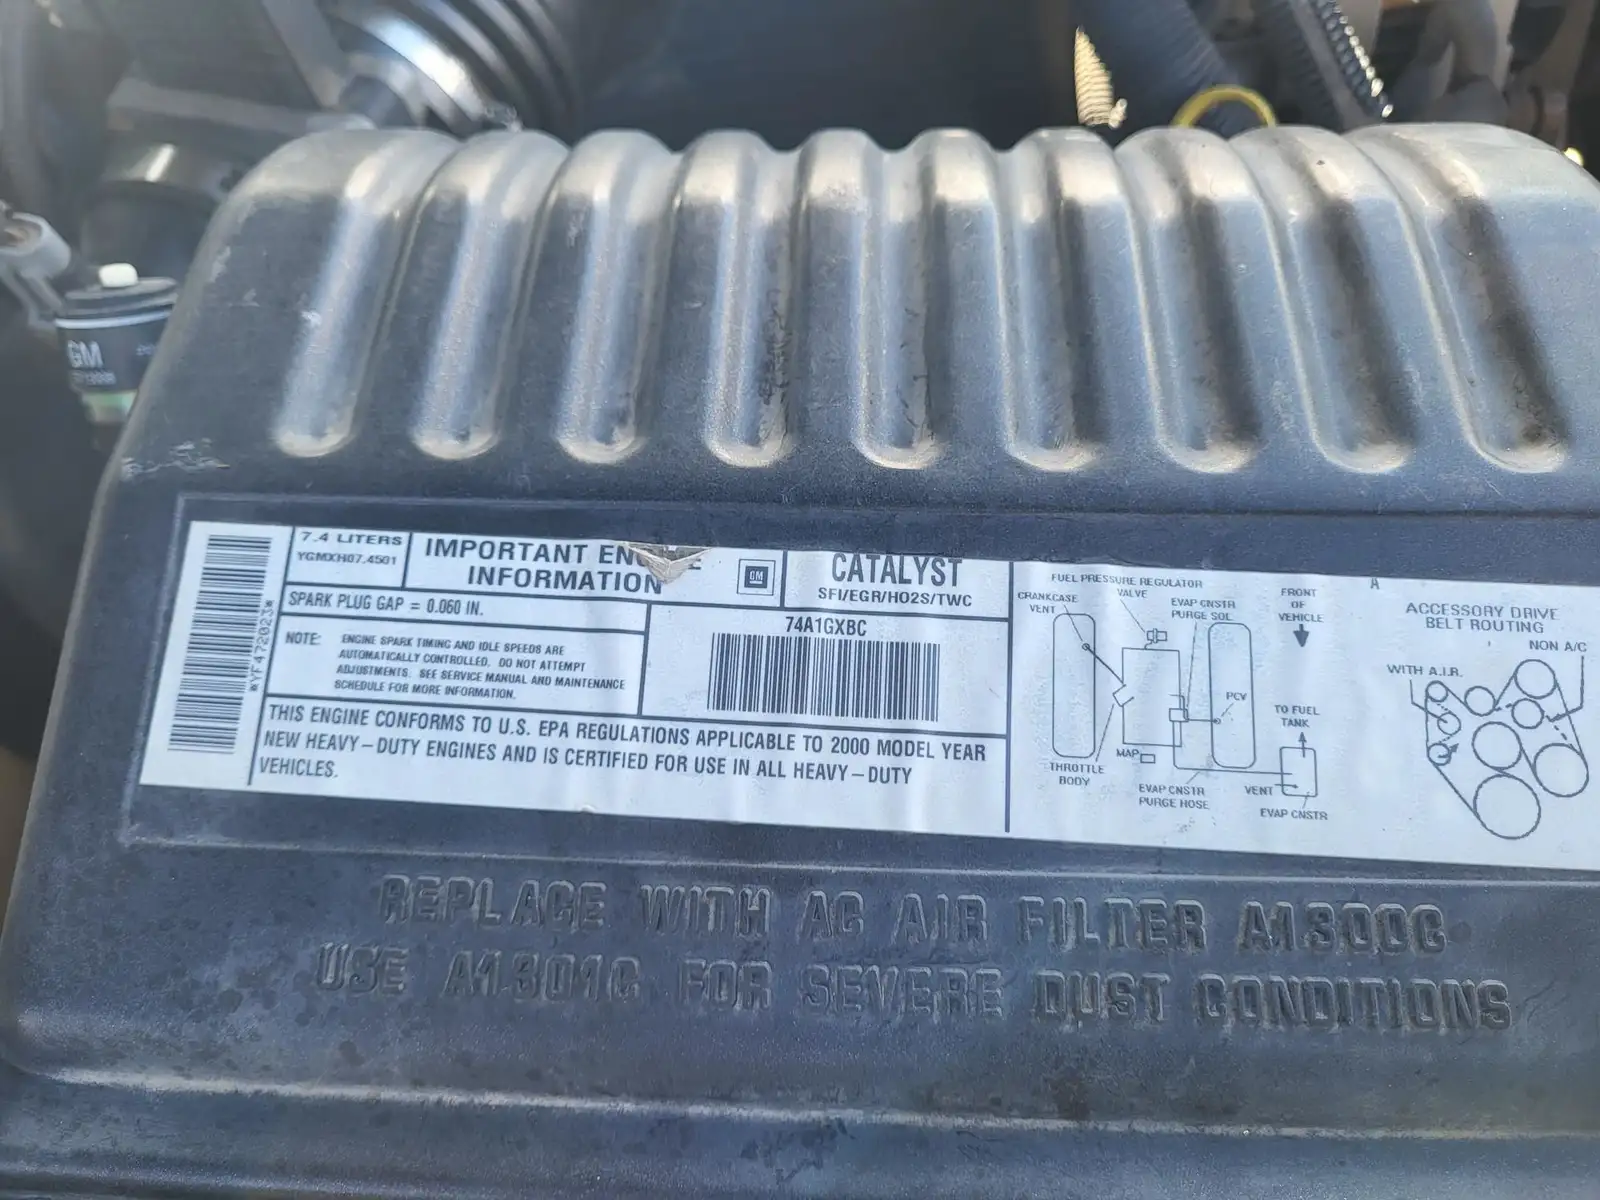 GM
7.4 LITERS
YGMXH07.4501
IMPORTANT EN
INFORMATION
GM
CATALYST
SFI/EGR/HO2S/TWC
SPARK PLUG GAP = 0.060 IN.
74A1GXBC
NOTE: ENGINE SPARK TIMING AND IDLE SPEEDS ARE
AUTOMATICALLY CONTROLLED. DO NOT ATTEMPT
ADJUSTMENTS. SEE SERVICE MANUAL AND MAINTENANCE
SCHEDULE FOR MORE INFORMATION.
*YF472023*
THIS ENGINE CONFORMS TO U.S. EPA REGULATIONS APPLICABLE TO 2000 MODEL YEAR
NEW HEAVY-DUTY ENGINES AND IS CERTIFIED FOR USE IN ALL HEAVY-DUTY
VEHICLES.
FUEL PRESSURE REGULATOR
VALVE
CRANKCASE
VENT
EVAP CNSTR
PURGE SOL
FRONT
OF
VEHICLE
PCV
MAP
TO FUEL
TANK
THROTTLE
BODY
EVAP CNSTR
PURGE HOSE
VENT
EVAP CNSTR
A
ACCESSORY DRIVE
BELT ROUTING
NON A/C
WITH A.I.R.
REPLACE WITH AC AIR FILTER A1300C
USE A1301C FOR SEVERE DUST CONDITIONS